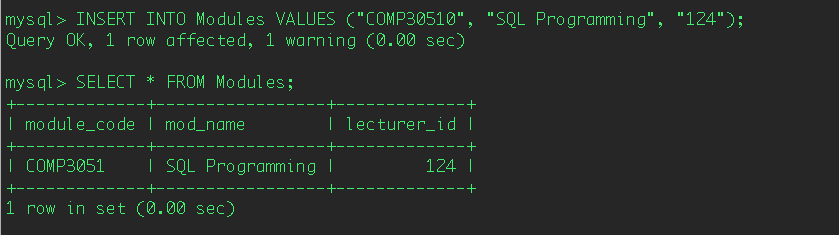 mysql> INSERT INTO Modules VALUES ("COMP30510", "SQL Programming", "124");
Query OK, 1 row affected, 1 warning (0.00 sec)
mysql> SELECT * FROM Modules;
+-------------+-----------------+-------------+
| module_code | mod_name        | lecturer_id |
+-------------+-----------------+-------------+
| COMP3051    | SQL Programming |         124 |
+-------------+-----------------+-------------+
1 row in set (0.00 sec)